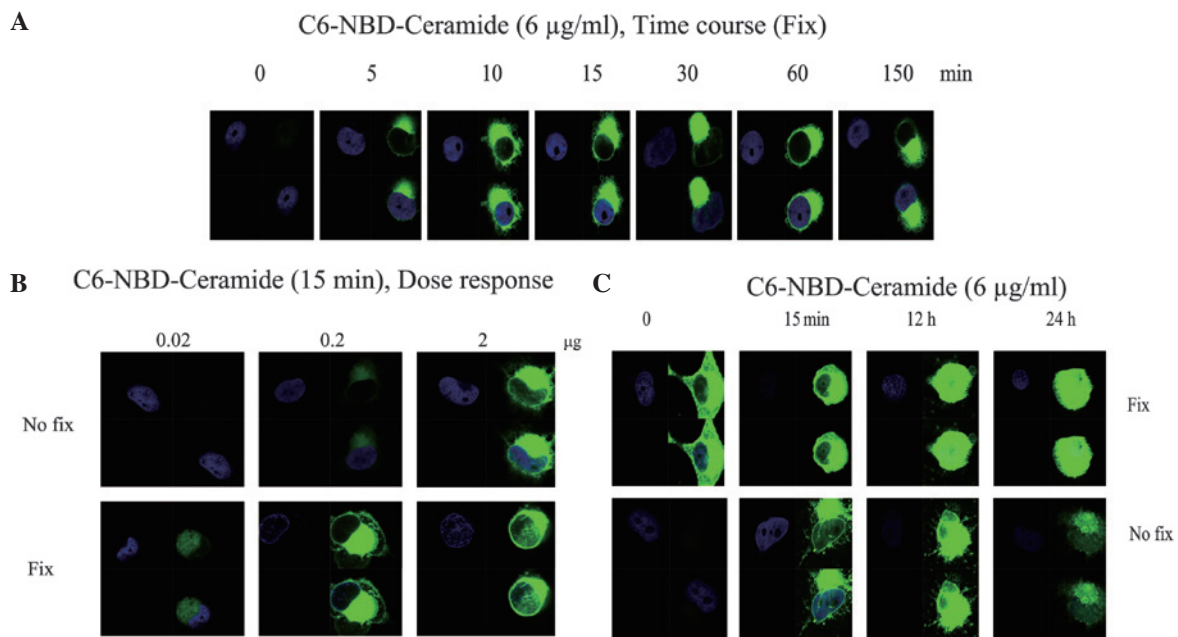 A
C6-NBD-Ceramide (6 µg/ml), Time course (Fix)
0 5 10 15 30 60 150 min
B
C6-NBD-Ceramide (15 min), Dose response
0.02 0.2 2 µg
No fix
Fix
C
C6-NBD-Ceramide (6 µg/ml)
0 15 min 12 h 24 h
Fix
No fix